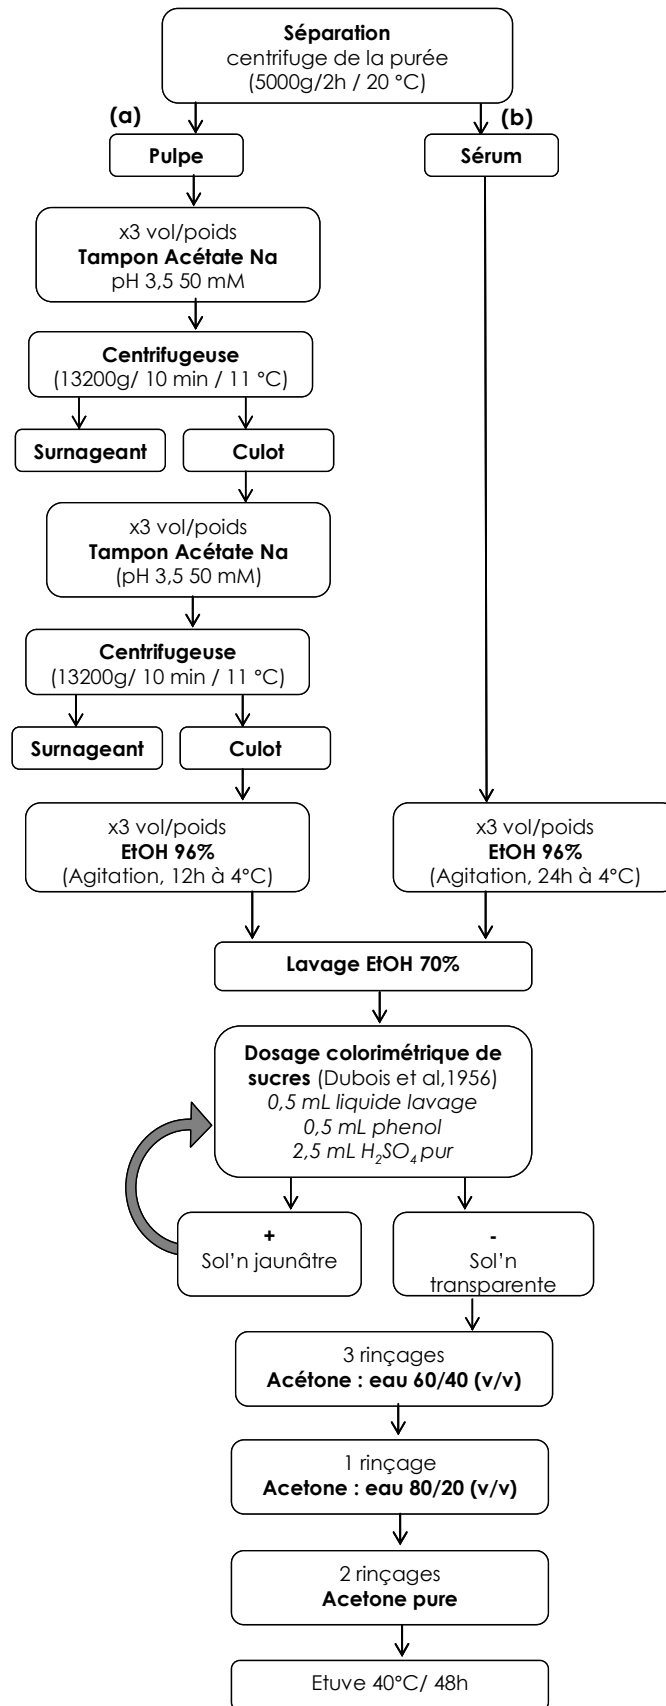 Séparation
centrifuge de la purée
(5000g/2h / 20 °C)
(a)
(b)
Pulpe
Sérum
x3 vol/poids
Tampon Acétate Na
pH 3,5 50 mM
Centrifugeuse
(13200g/ 10 min / 11 °C)
Surnageant
Culot
x3 vol/poids
Tampon Acétate Na
(pH 3,5 50 mM)
Centrifugeuse
(13200g/ 10 min / 11 °C)
Surnageant
Culot
x3 vol/poids
EtOH 96%
(Agitation, 12h à 4°C)
x3 vol/poids
EtOH 96%
(Agitation, 24h à 4°C)
Lavage EtOH 70%
Dosage colorimétrique de
sucres (Dubois et al,1956)
0,5 mL liquide lavage
0,5 mL phenol
2,5 mL H₂SO₄ pur
+
Sol’n jaunâtre
-
Sol’n
transparente
3 rinçages
Acétone : eau 60/40 (v/v)
1 rinçage
Acetone : eau 80/20 (v/v)
2 rinçages
Acetone pure
Etuve 40°C/ 48h